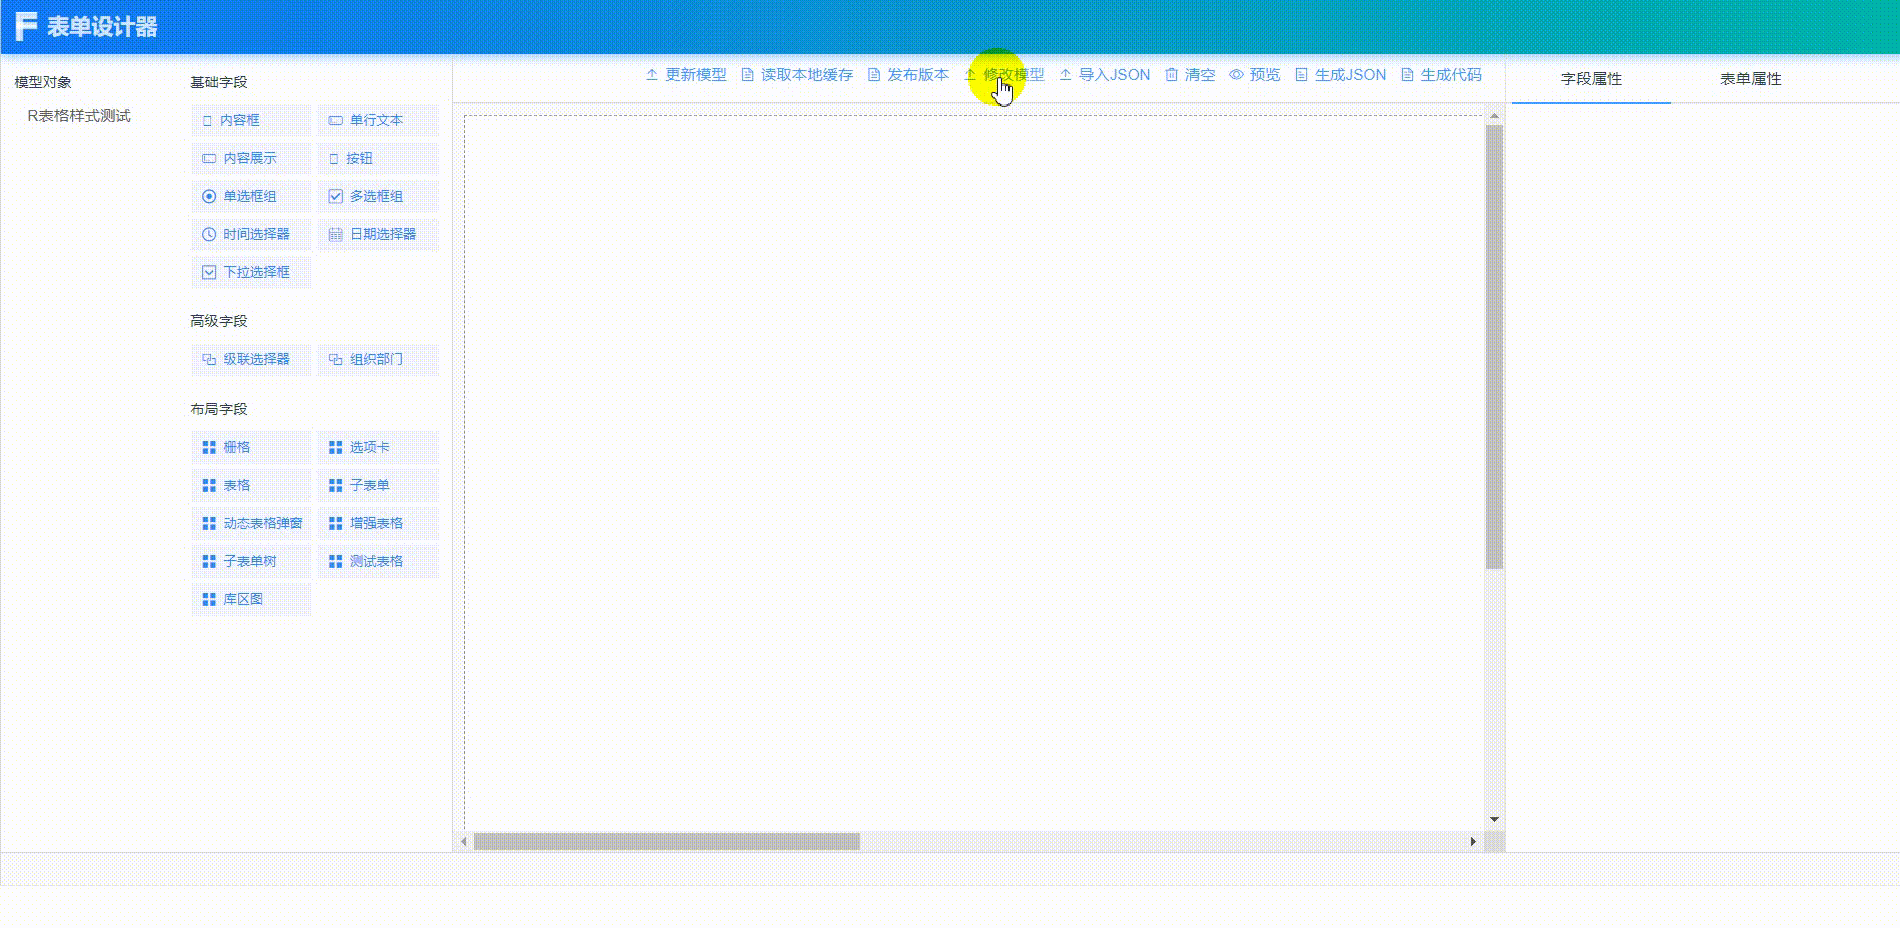 表单设计器
模型对象
R表格样式测试
基础字段
内容框
单行文本
内容展示
按钮
单选框组
多选框组
时间选择器
日期选择器
下拉选择框
高级字段
级联选择器
组织部门
布局字段
栅格
选项卡
表格
子表单
动态表格弹窗
增强表格
子表单树
测试表格
库区图
更新模型 读取本地缓存 发布版本 修改模型 导入JSON 清空 预览 生成JSON 生成代码
字段属性 表单属性